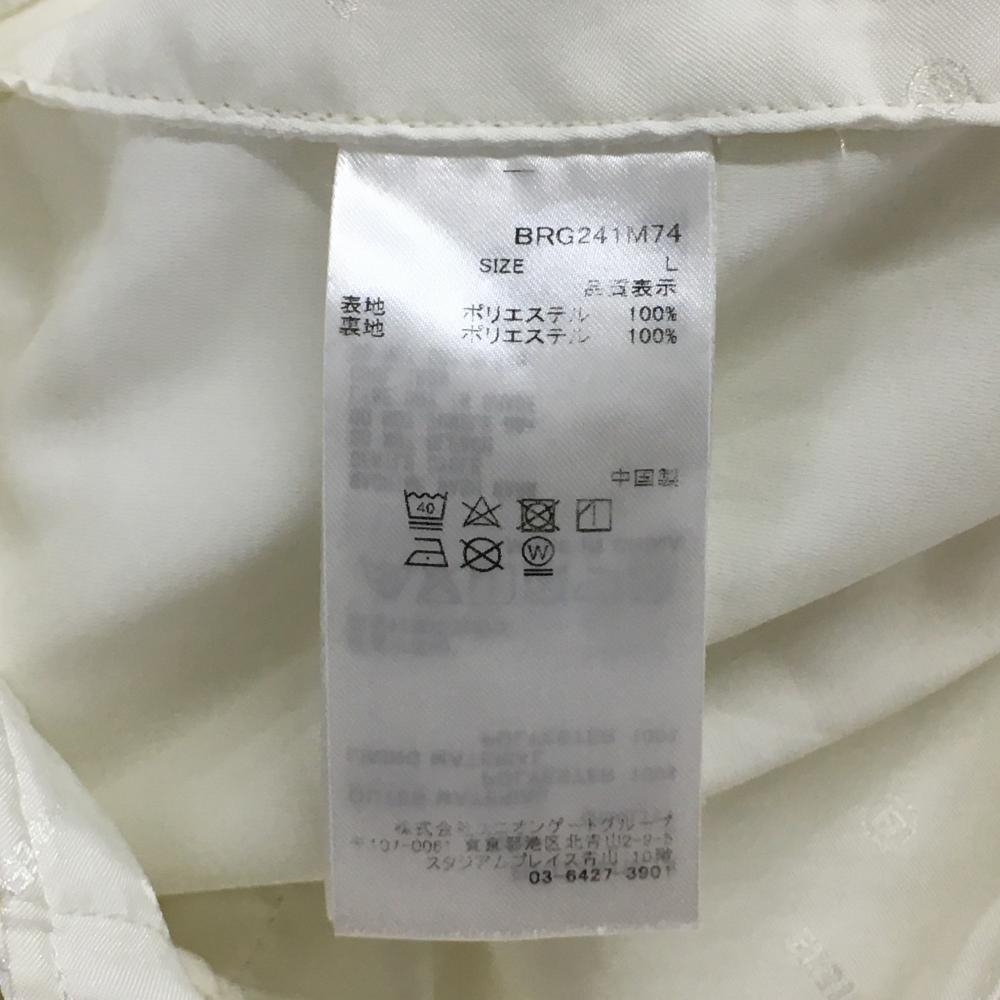 BRG241M74
SIZE L
品質表示
表地 ポリエステル 100%
裏地 ポリエステル 100%
中国製
40
W
株式会社ユニオンゲートグループ
〒107-0061 東京都港区北青山2-9-5
スタジアムプレイス青山 10階
03-6427-3901